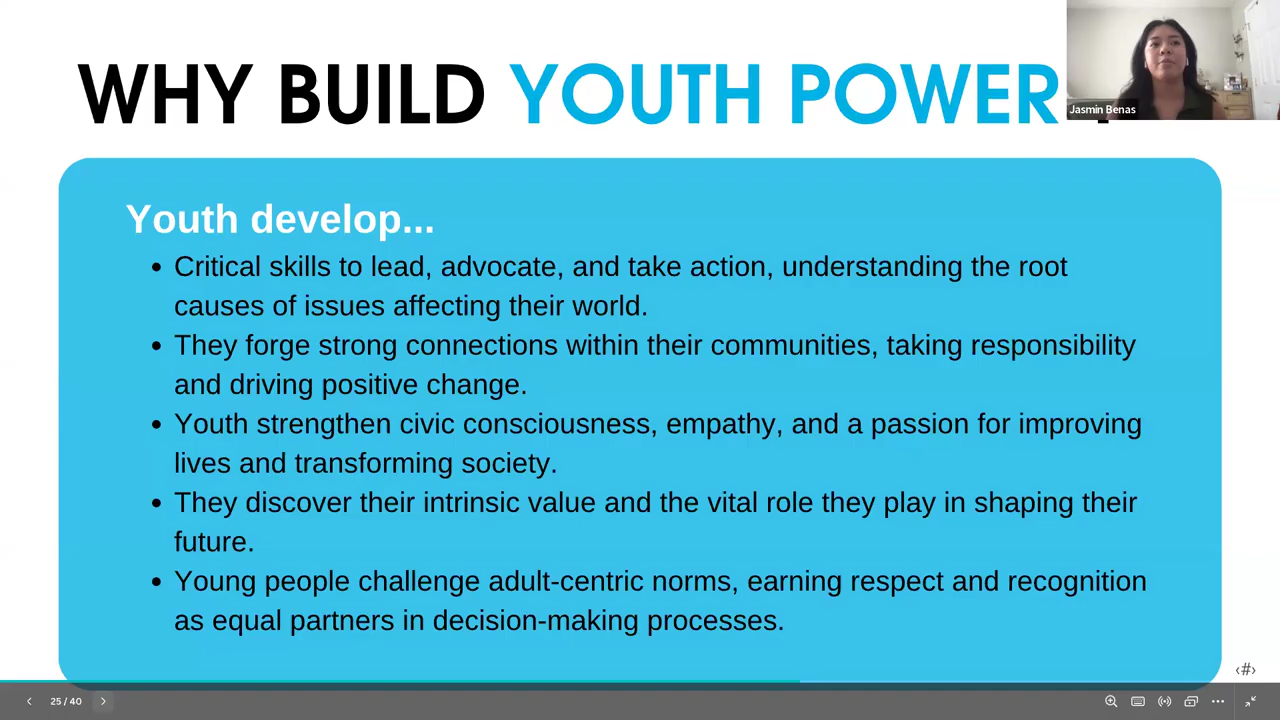 WHY BUILD YOUTH POWER
Jasmin Benas
Youth develop...
• Critical skills to lead, advocate, and take action, understanding the root
causes of issues affecting their world.
• They forge strong connections within their communities, taking responsibility
and driving positive change.
• Youth strengthen civic consciousness, empathy, and a passion for improving
lives and transforming society.
• They discover their intrinsic value and the vital role they play in shaping their
future.
• Young people challenge adult-centric norms, earning respect and recognition
as equal partners in decision-making processes.
‹#›
25 / 40